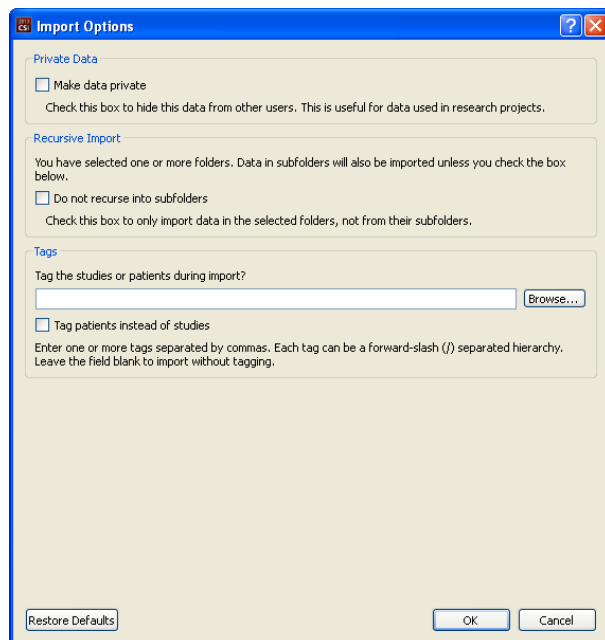 2013
CSI Import Options
Private Data
Make data private
Check this box to hide this data from other users. This is useful for data used in research projects.
Recursive Import
You have selected one or more folders. Data in subfolders will also be imported unless you check the box
below.
Do not recurse into subfolders
Check this box to only import data in the selected folders, not from their subfolders.
Tags
Tag the studies or patients during import?
Browse...
Tag patients instead of studies
Enter one or more tags separated by commas. Each tag can be a forward-slash (/) separated hierarchy.
Leave the field blank to import without tagging.
Restore Defaults OK Cancel